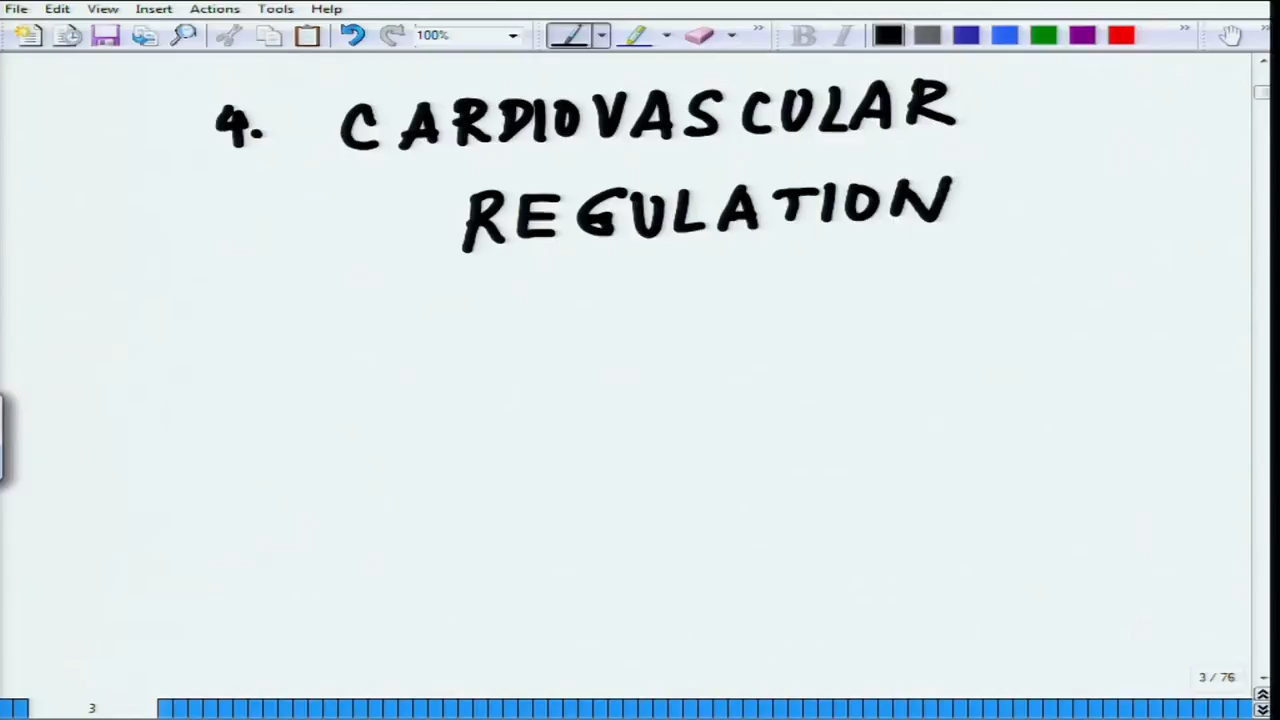 File Edit View Insert Actions Tools Help
100%
B I
4. CARDIOVASCULAR
REGULATION
3 / 76
3